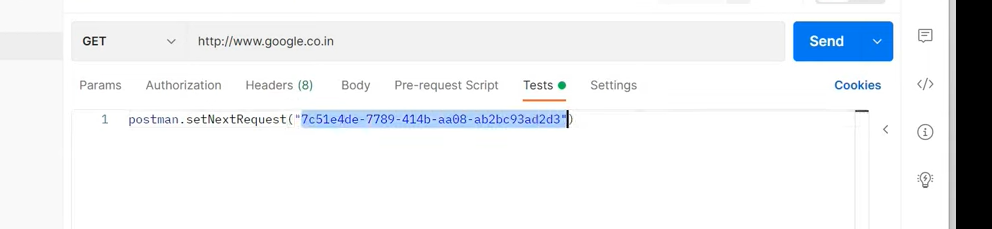 GET http://www.google.co.in Send
Params Authorization Headers (8) Body Pre-request Script Tests Settings Cookies
1 postman.setNextRequest("7c51e4de-7789-414b-aa08-ab2bc93ad2d3")